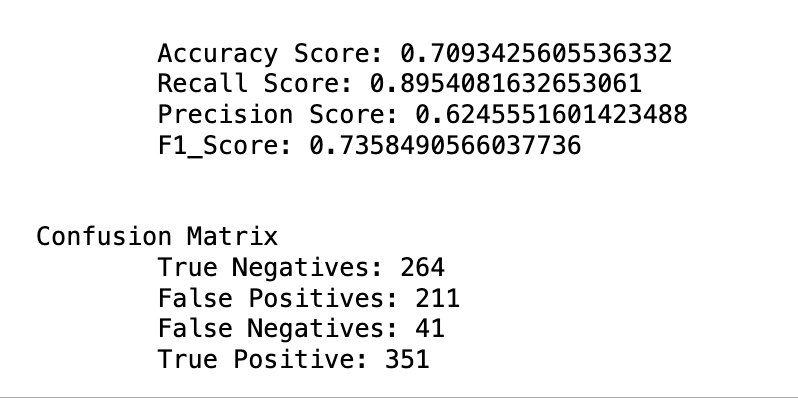 Accuracy Score: 0.7093425605536332
Recall Score: 0.8954081632653061
Precision Score: 0.6245551601423488
F1_Score: 0.7358490566037736
Confusion Matrix
True Negatives: 264
False Positives: 211
False Negatives: 41
True Positive: 351